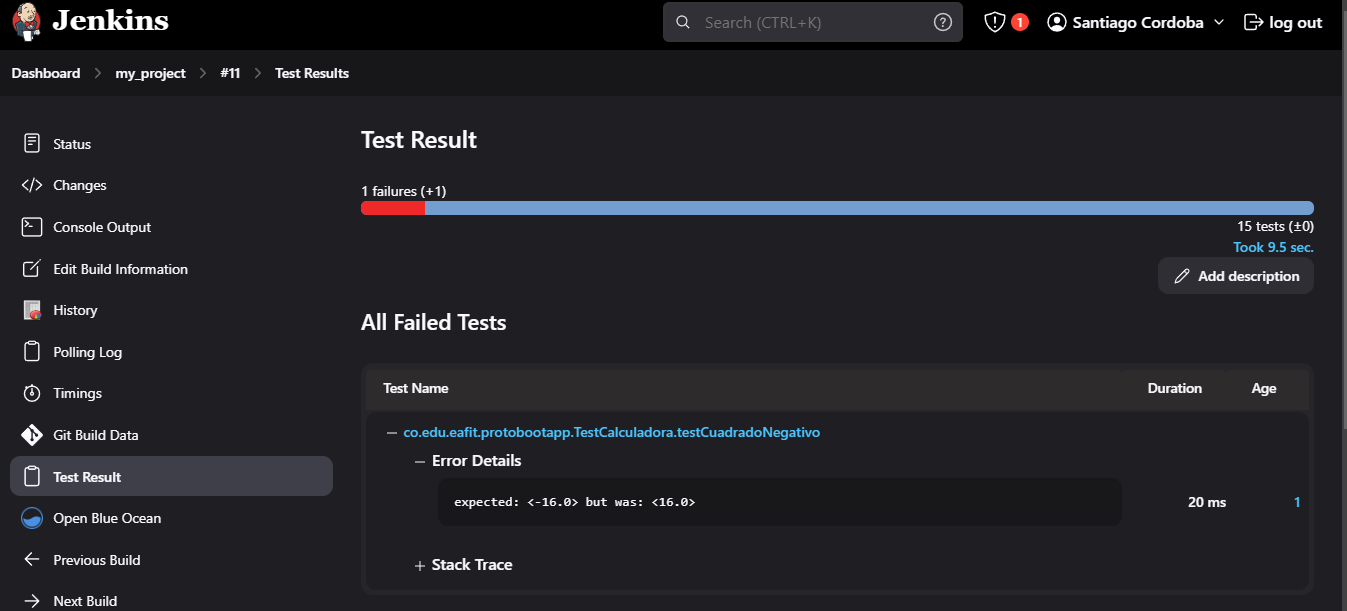 Jenkins
Search (CTRL+K)
1
Santiago Cordoba
log out
Dashboard > my_project > #11 > Test Results
Status
Changes
Console Output
Edit Build Information
History
Polling Log
Timings
Git Build Data
Test Result
Open Blue Ocean
Previous Build
Next Build
Test Result
1 failures (+1)
15 tests (±0)
Took 9.5 sec.
Add description
All Failed Tests
Test Name Duration Age
co.edu.eafit.protobootapp.TestCalculadora.testCuadradoNegativo
Error Details
expected: <-16.0> but was: <16.0>
20 ms 1
Stack Trace